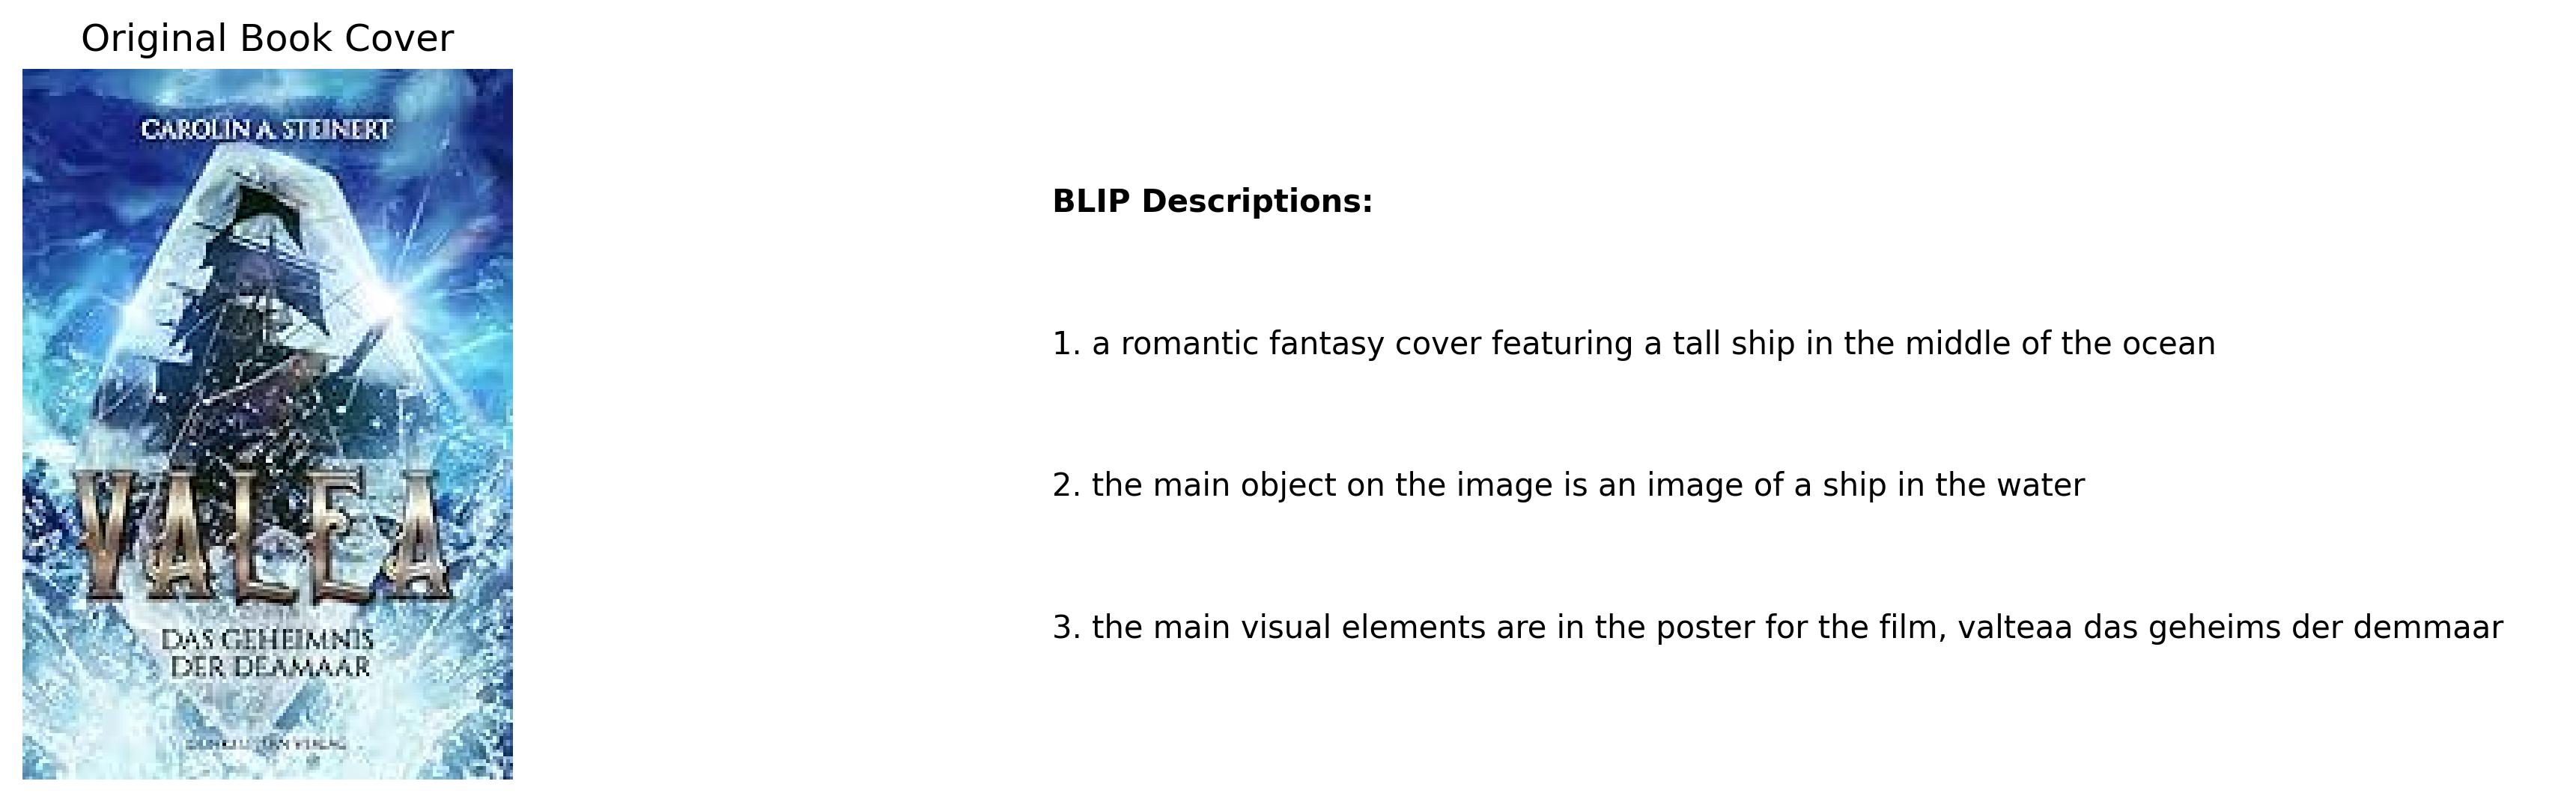 Original Book Cover
CAROLIN A. STEINERT
VALEA
DAS GEHEIMNIS
DER DEAMAAR
VERLAG
BLIP Descriptions:
1. a romantic fantasy cover featuring a tall ship in the middle of the ocean
2. the main object on the image is an image of a ship in the water
3. the main visual elements are in the poster for the film, valteaa das geheims der demmaar